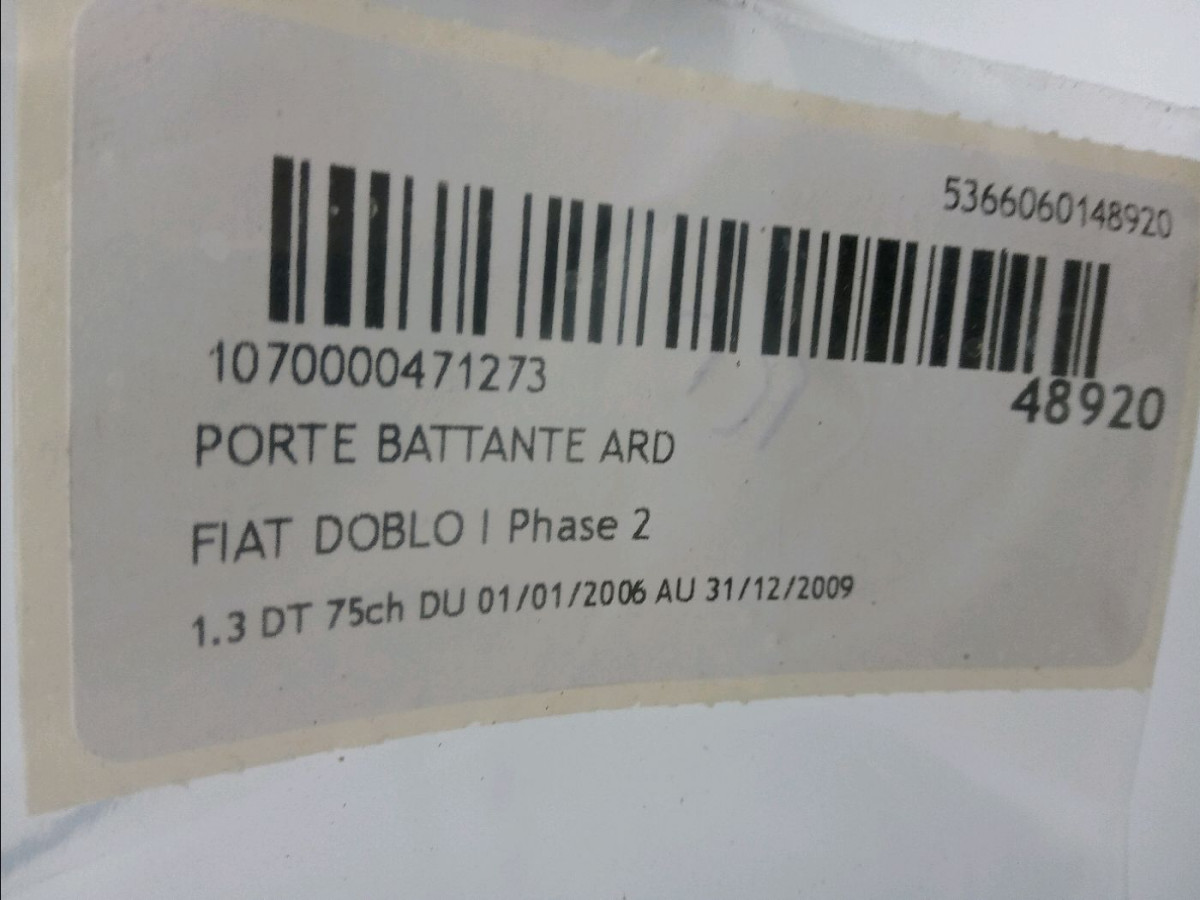 5366060148920
1070000471273
48920
PORTE BATTANTE ARD
FIAT DOBLO I Phase 2
1.3 DT 75ch DU 01/01/2006 AU 31/12/2009